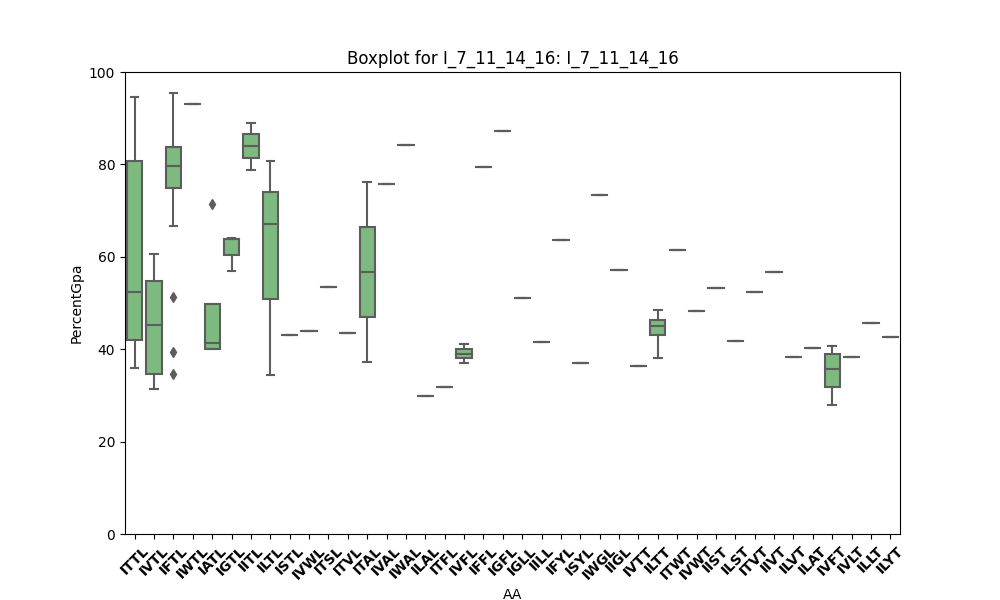 Boxplot for I_7_11_14_16: I_7_11_14_16
PercentGpa
100
80
60
40
20
0
ITTL IVTL IFTL IWTL IATL IGTL IITL ILTL ISTL IVWL ITSL ITVL ITAL IVAL IWAL ILAL ITFL IVFL IFFL IGFL IGLL IILL IFYL ISYL IWGL IIGL IVTT ILTT ITWT IVWT IIST ILST ITVT IIVT ILVT ILAT IVFT IVLT ILLT ILYT
AA